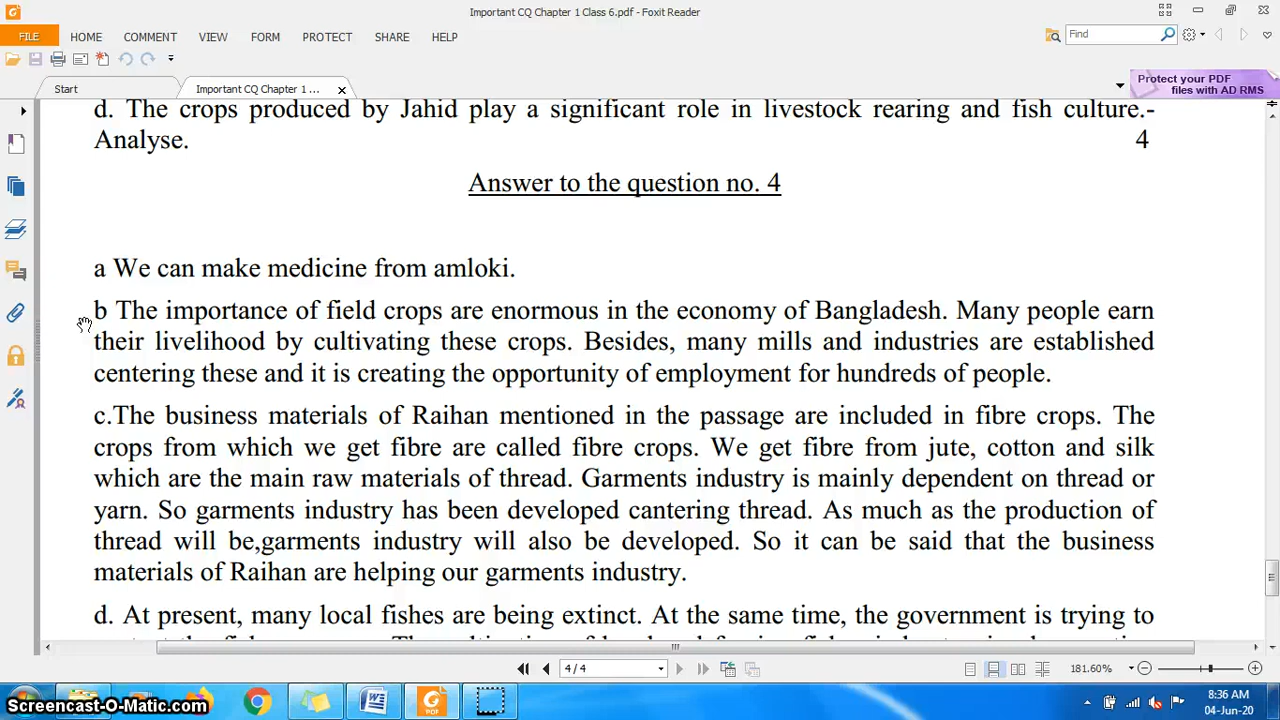 Important CQ Chapter 1 Class 6.pdf - Foxit Reader
FILE HOME COMMENT VIEW FORM PROTECT SHARE HELP
Find
Start
Important CQ Chapter 1 ...
Protect your PDF
files with AD RMS
d. The crops produced by Jahid play a significant role in livestock rearing and fish culture.-
Analyse. 4
Answer to the question no. 4
a We can make medicine from amloki.
b The importance of field crops are enormous in the economy of Bangladesh. Many people earn
their livelihood by cultivating these crops. Besides, many mills and industries are established
centering these and it is creating the opportunity of employment for hundreds of people.
c.The business materials of Raihan mentioned in the passage are included in fibre crops. The
crops from which we get fibre are called fibre crops. We get fibre from jute, cotton and silk
which are the main raw materials of thread. Garments industry is mainly dependent on thread or
yarn. So garments industry has been developed cantering thread. As much as the production of
thread will be,garments industry will also be developed. So it can be said that the business
materials of Raihan are helping our garments industry.
d. At present, many local fishes are being extinct. At the same time, the government is trying to
4 / 4
181.60%
Screencast-O-Matic.com
8:36 AM
04-Jun-20